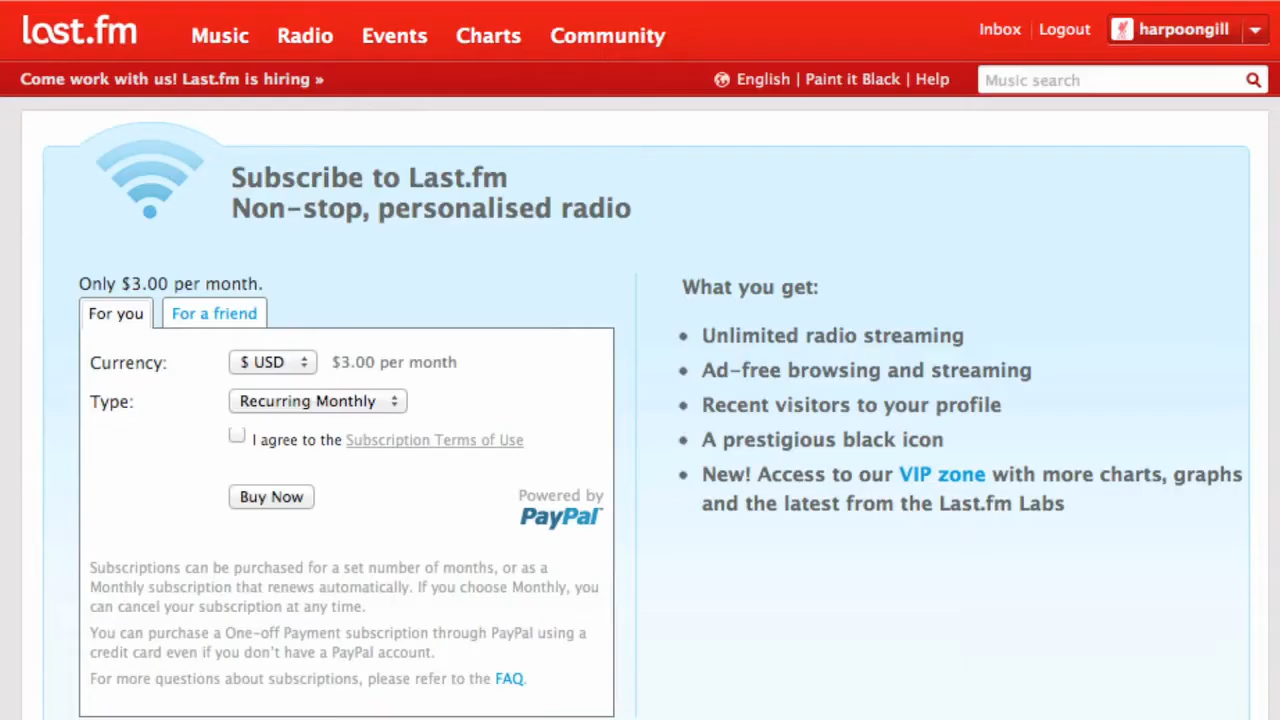 last.fm
Music Radio Events Charts Community
Inbox Logout harpoongill
Come work with us! Last.fm is hiring »
English | Paint it Black | Help
Music search
Subscribe to Last.fm
Non-stop, personalised radio
Only $3.00 per month.
For you For a friend
Currency: $ USD $3.00 per month
Type: Recurring Monthly
I agree to the Subscription Terms of Use
Buy Now
Powered by
PayPal™
Subscriptions can be purchased for a set number of months, or as a
Monthly subscription that renews automatically. If you choose Monthly, you
can cancel your subscription at any time.
You can purchase a One-off Payment subscription through PayPal using a
credit card even if you don't have a PayPal account.
For more questions about subscriptions, please refer to the FAQ.
What you get:
• Unlimited radio streaming
• Ad-free browsing and streaming
• Recent visitors to your profile
• A prestigious black icon
• New! Access to our VIP zone with more charts, graphs
and the latest from the Last.fm Labs